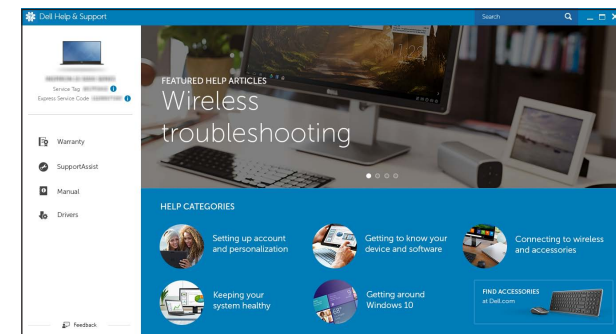 Dell Help & Support
Search
Service Tag
Express Service Code
Warranty
SupportAssist
Manual
Drivers
Feedback
FEATURED HELP ARTICLES
Wireless
troubleshooting
HELP CATEGORIES
Setting up account
and personalization
Getting to know your
device and software
Connecting to wireless
and accessories
Keeping your
system healthy
Getting around
Windows 10
FIND ACCESSORIES
at Dell.com